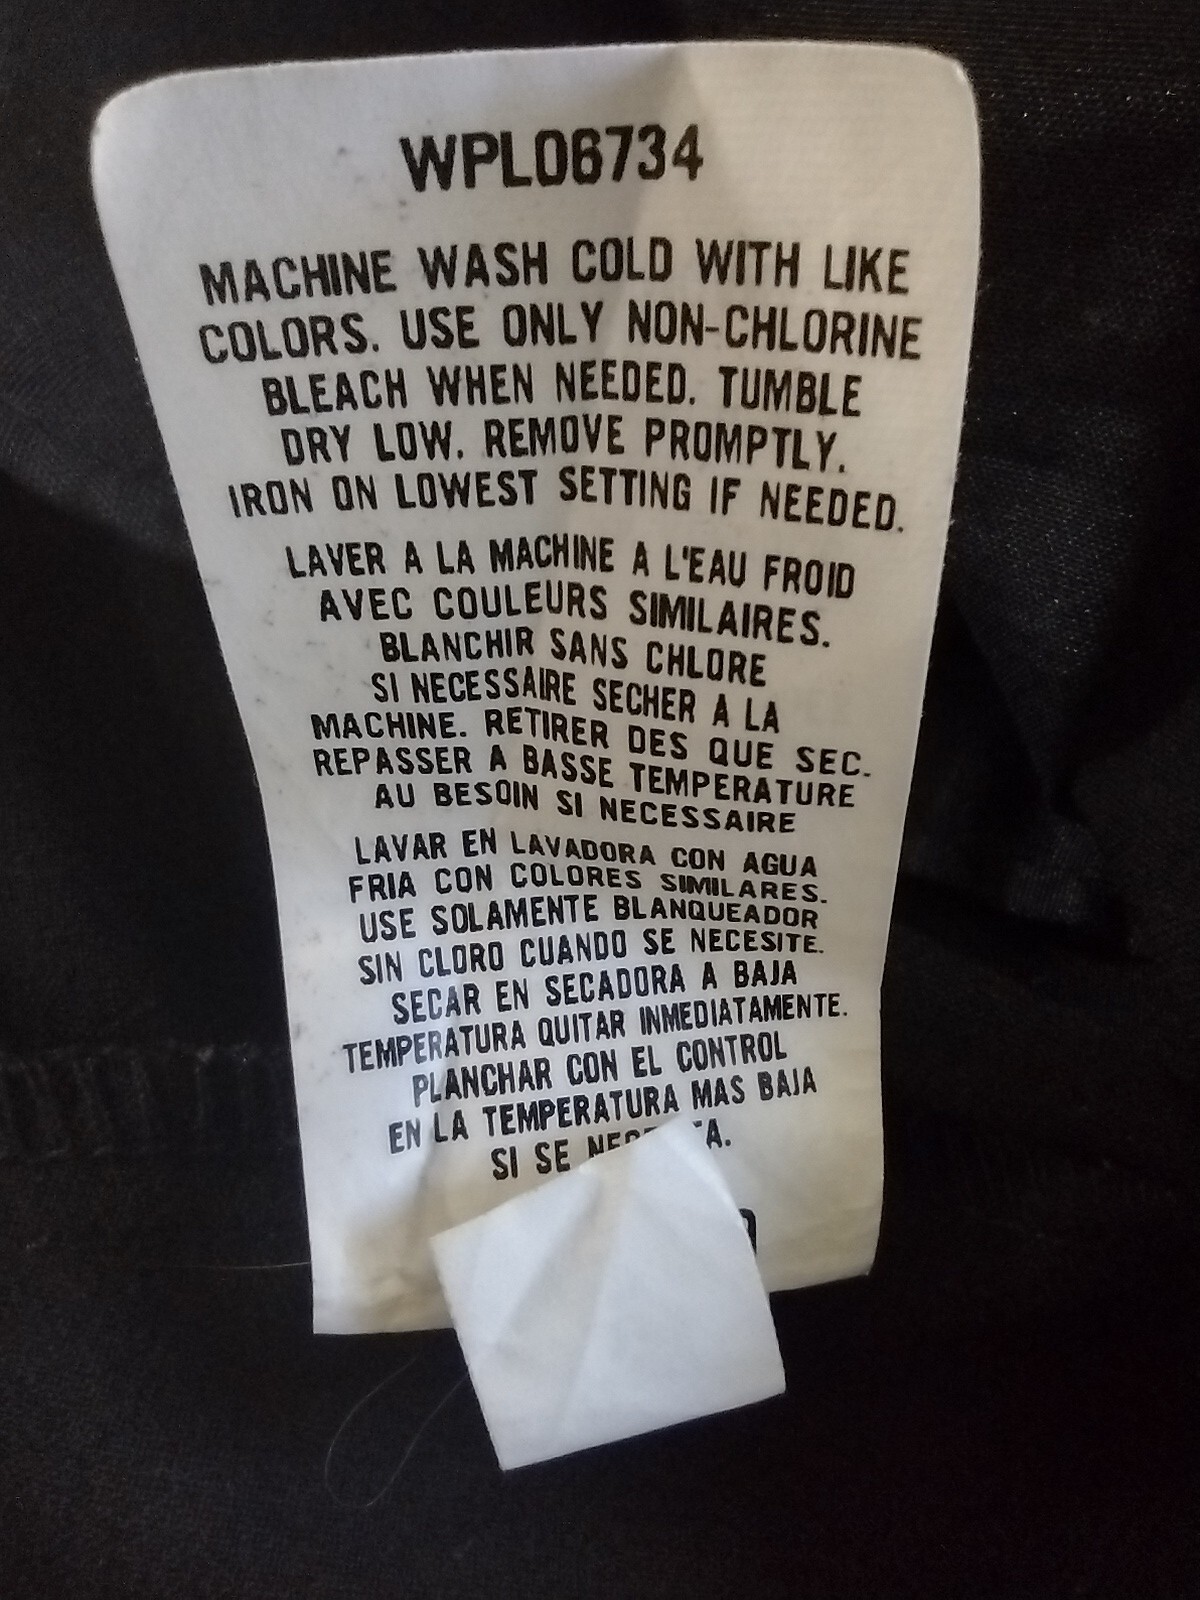 WPL06734
MACHINE WASH COLD WITH LIKE
COLORS. USE ONLY NON-CHLORINE
BLEACH WHEN NEEDED. TUMBLE
DRY LOW. REMOVE PROMPTLY.
IRON ON LOWEST SETTING IF NEEDED.
LAVER A LA MACHINE A L'EAU FROID
AVEC COULEURS SIMILAIRES.
BLANCHIR SANS CHLORE
SI NECESSAIRE SECHER A LA
MACHINE. RETIRER DES QUE SEC.
REPASSER A BASSE TEMPERATURE
AU BESOIN SI NECESSAIRE
LAVAR EN LAVADORA CON AGUA
FRIA CON COLORES SIMILARES.
USE SOLAMENTE BLANQUEADOR
SIN CLORO CUANDO SE NECESITE.
SECAR EN SECADORA A BAJA
TEMPERATURA QUITAR INMEDIATAMENTE.
PLANCHAR CON EL CONTROL
EN LA TEMPERATURA MAS BAJA
SI SE